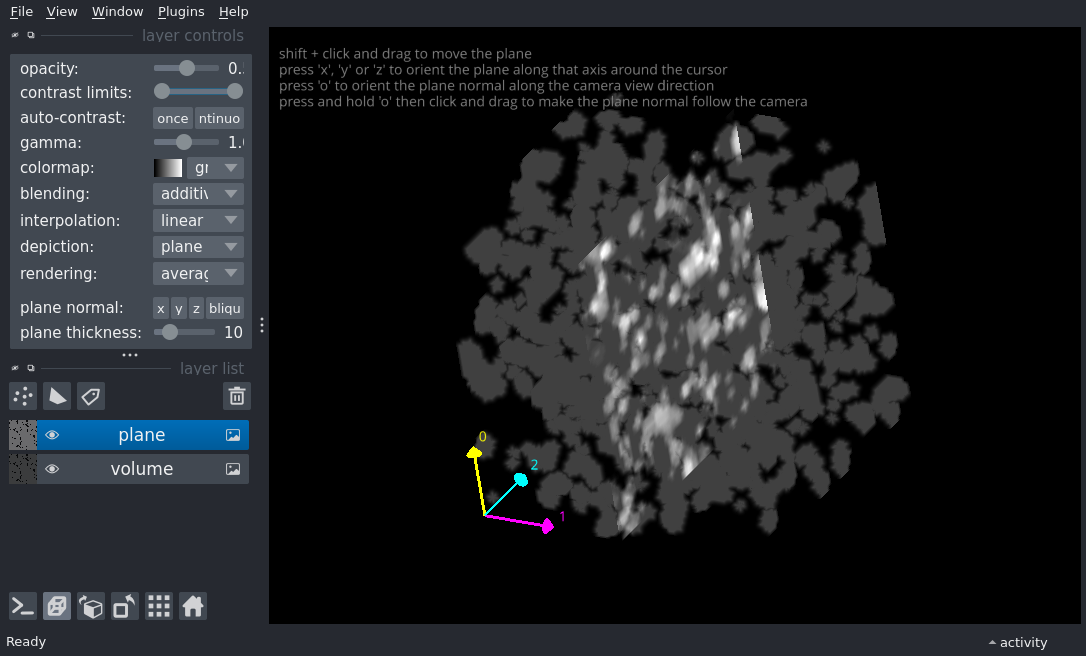 File View Window Plugins Help
layer controls
opacity: 0.
contrast limits:
auto-contrast: once ntinuo
gamma: 1.
colormap: gr
blending: additiv
interpolation: linear
depiction: plane
rendering: averag
plane normal: x y z bliqu
plane thickness: 10
layer list
plane
volume
shift + click and drag to move the plane
press 'x', 'y' or 'z' to orient the plane along that axis around the cursor
press 'o' to orient the plane normal along the camera view direction
press and hold 'o' then click and drag to make the plane normal follow the camera
0
2
1
Ready
activity